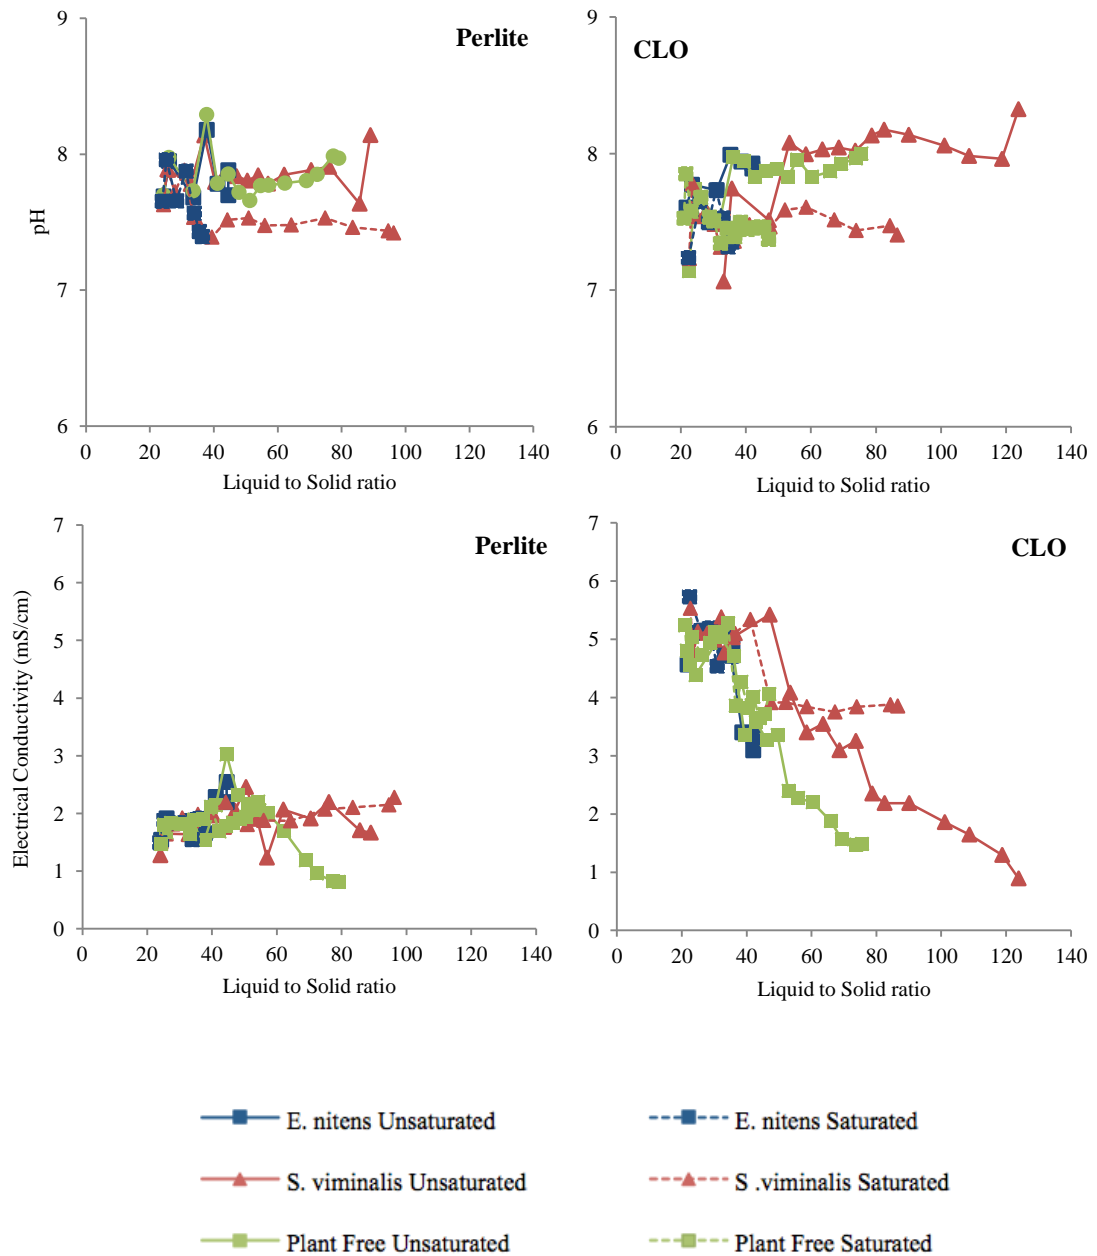 Perlite
9
8
7
6
pH
0 20 40 60 80 100 120 140
Liquid to Solid ratio
CLO
9
8
7
6
0 20 40 60 80 100 120 140
Liquid to Solid ratio
Perlite
7
6
5
4
3
2
1
0
Electrical Conductivity (mS/cm)
0 20 40 60 80 100 120 140
Liquid to Solid ratio
CLO
7
6
5
4
3
2
1
0
0 20 40 60 80 100 120 140
Liquid to Solid ratio
E. nitens Unsaturated
E. nitens Saturated
S. viminalis Unsaturated
S .viminalis Saturated
Plant Free Unsaturated
Plant Free Saturated